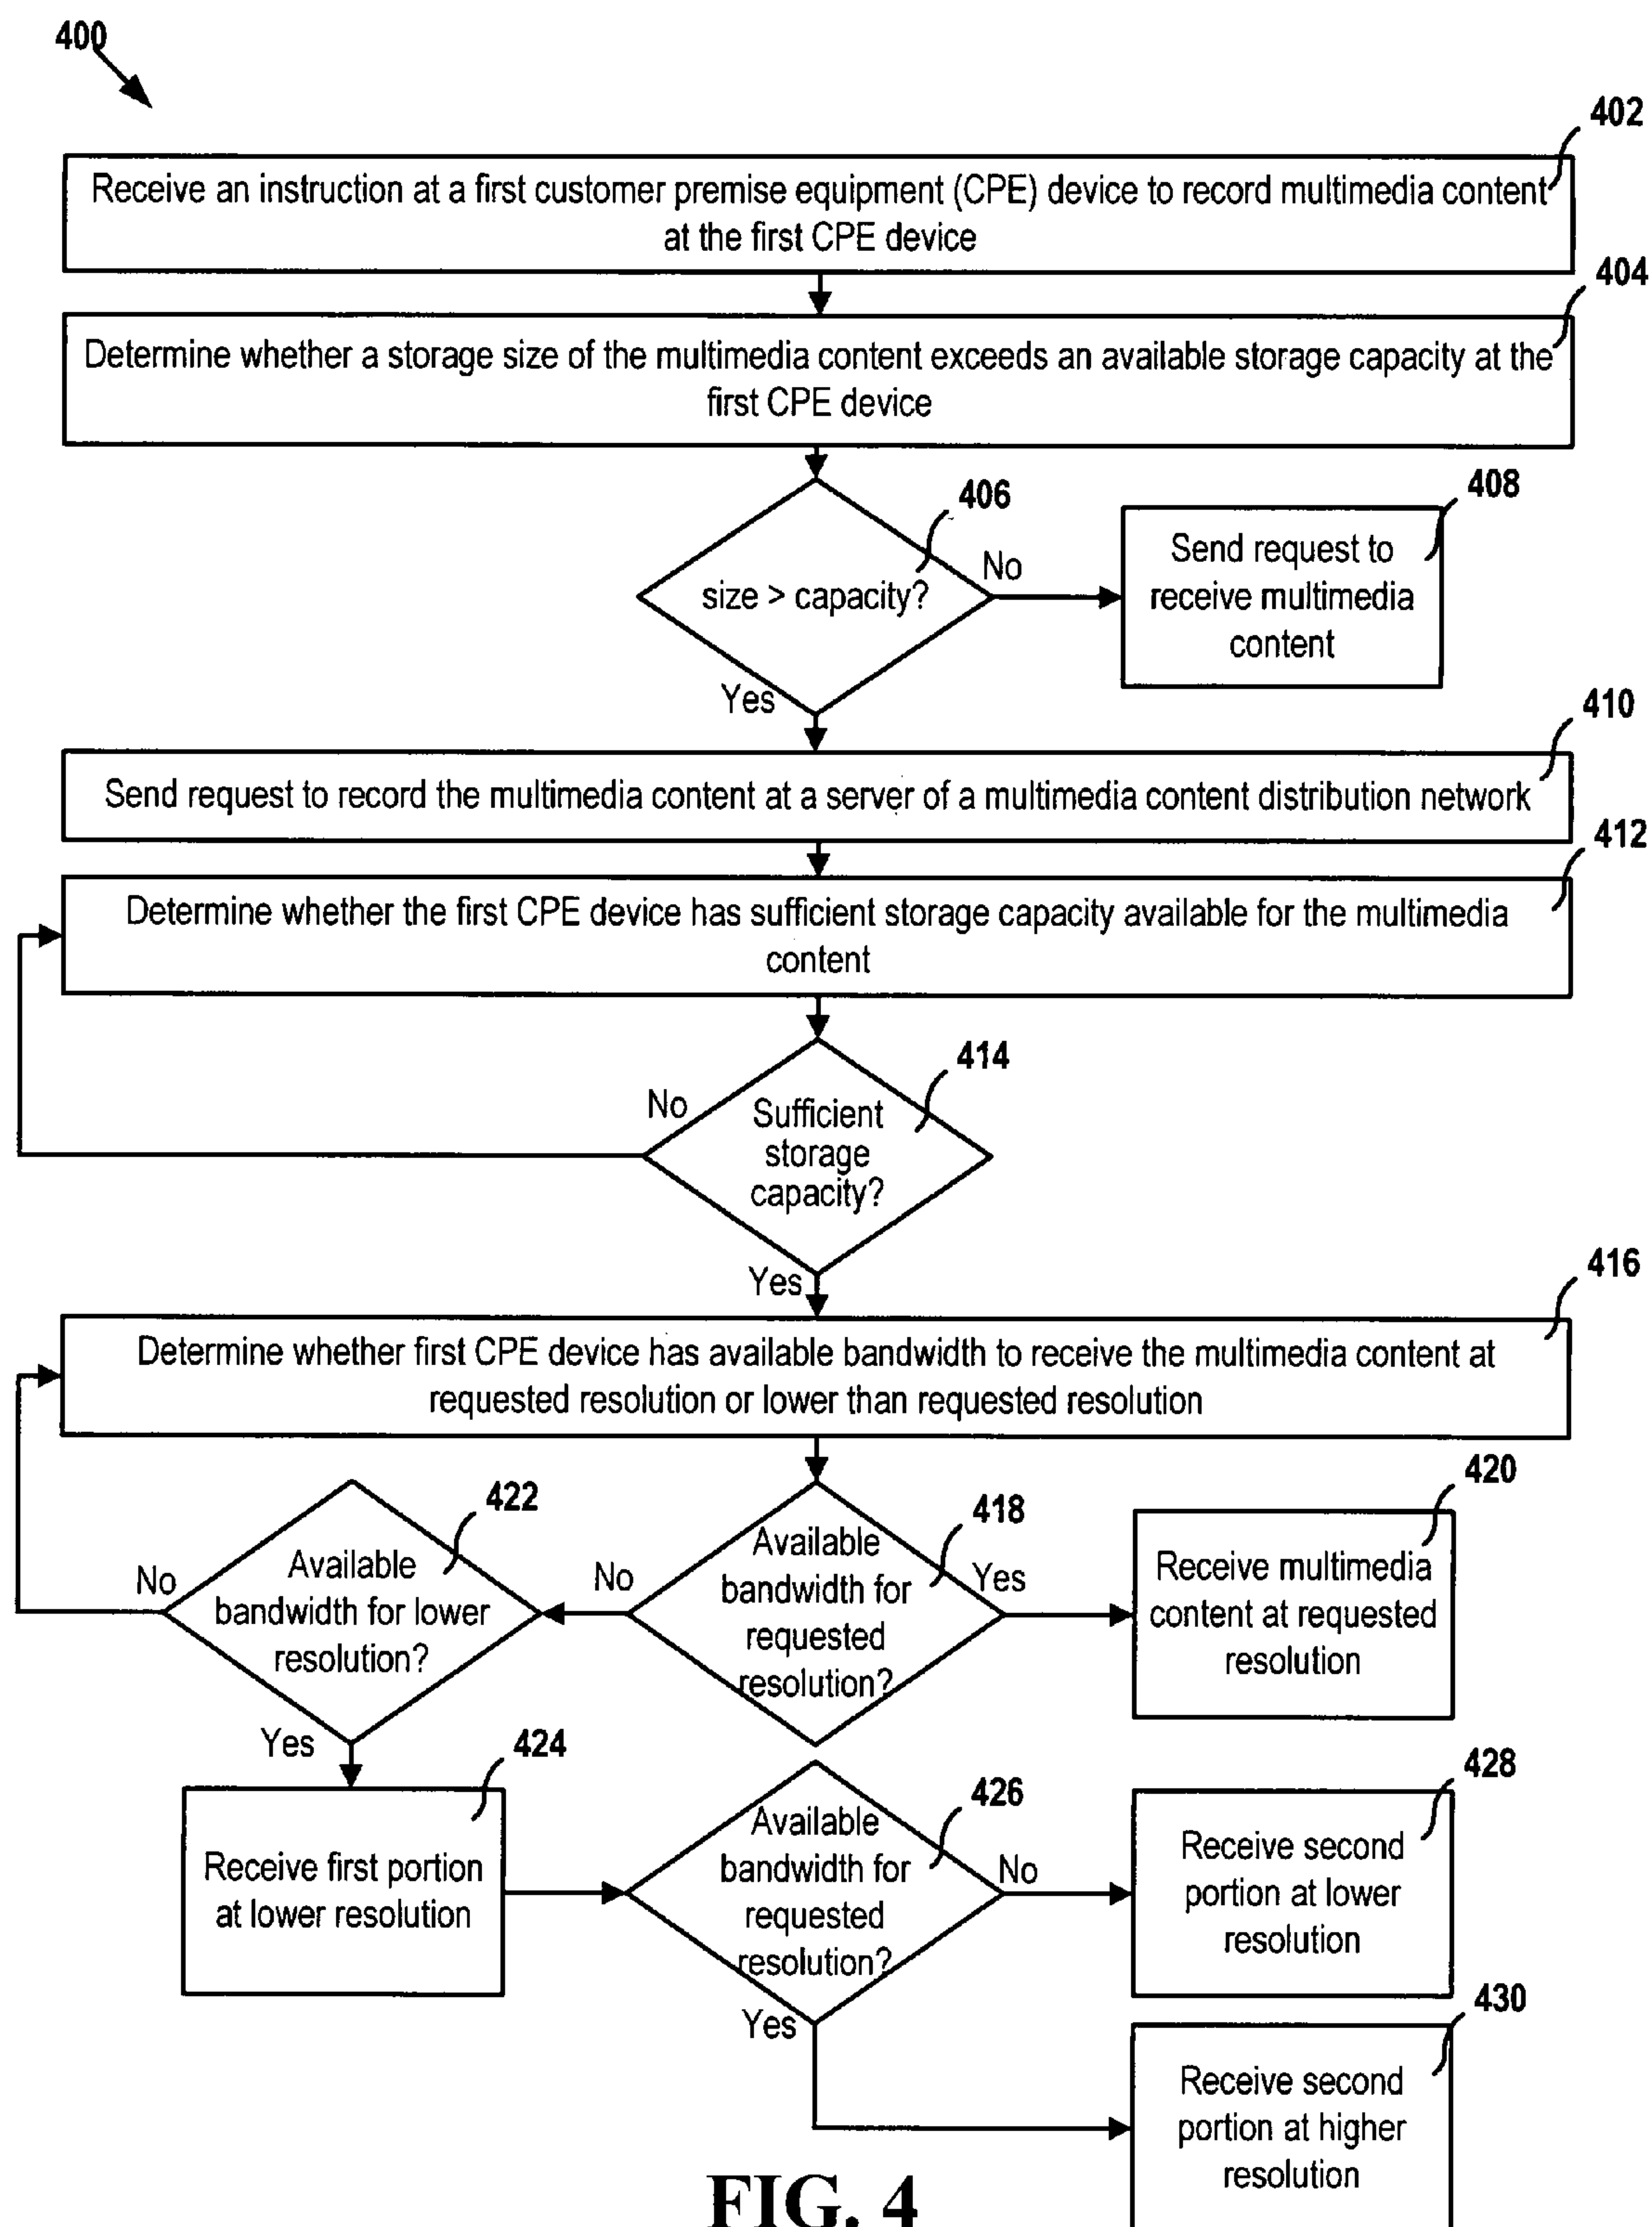 400
402
Receive an instruction at a first customer premise equipment (CPE) device to record multimedia content
at the first CPE device
404
Determine whether a storage size of the multimedia content exceeds an available storage capacity at the
first CPE device
406
408
size > capacity?
No
Send request to
receive multimedia
content
Yes
410
Send request to record the multimedia content at a server of a multimedia content distribution network
412
Determine whether the first CPE device has sufficient storage capacity available for the multimedia
content
414
No
Sufficient
storage
capacity?
Yes
416
Determine whether first CPE device has available bandwidth to receive the multimedia content at
requested resolution or lower than requested resolution
422
418
420
No
Available
bandwidth for lower
resolution?
No
Available
bandwidth for
requested
resolution?
Yes
Receive multimedia
content at requested
resolution
Yes
424
426
428
Receive first portion
at lower resolution
Available
bandwidth for
requested
resolution?
No
Receive second
portion at lower
resolution
Yes
430
Receive second
portion at higher
resolution
FIG. 4